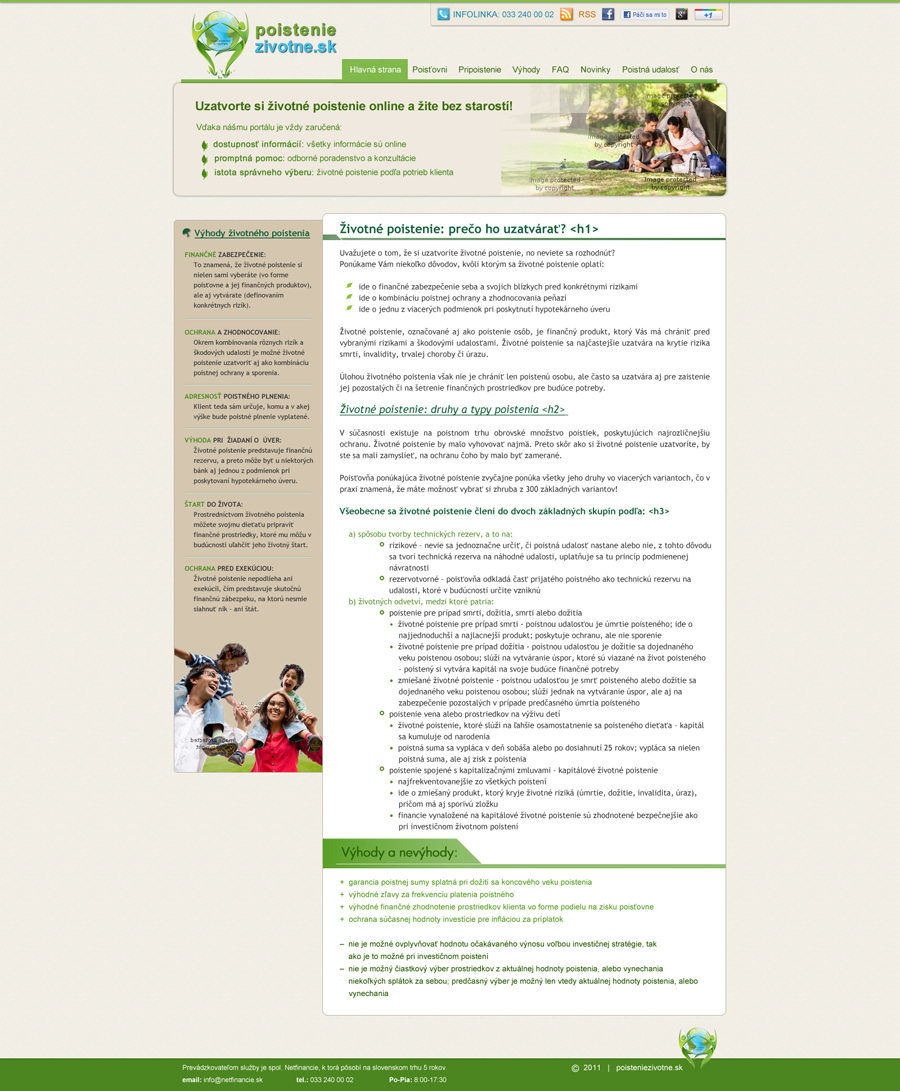 poistenie
zivotne.sk
INFOLINKA: 033 240 00 02
RSS
Páči sa mi to
+1
Hlavná strana
Poisťovni
Pripoistenie
Výhody
FAQ
Novinky
Poistná udalosť
O nás
Uzatvorte si životné poistenie online a žite bez starostí!
Vďaka nášmu portálu je vždy zaručená:
dostupnosť informácií: všetky informácie sú online
promptná pomoc: odborné poradenstvo a konzultácie
istota správneho výberu: životné poistenie podľa potrieb klienta
Image protected
by copyright
Image protected
by copyright
Image protected
by copyright
Image protected
by copyright
Výhody životného poistenia
FINANČNÉ ZABEZPEČENIE:
To znamená, že životné poistenie si
nielen sami vyberáte (vo forme
poisťovne a jej finančných produktov),
ale aj vytvárate (definovaním
konkrétnych rizík).
OCHRANA A ZHODNOCOVANIE:
Okrem kombinovania rôznych rizík a
škodových udalostí je možné životné
poistenie uzatvoriť aj ako kombináciu
poistnej ochrany a sporenia.
ADRESNOSŤ POISTNÉHO PLNENIA:
Klient teda sám určuje, komu a v akej
výške bude poistné plnenie vyplatené.
VÝHODA PRI ŽIADANÍ O ÚVER:
Životné poistenie predstavuje finančnú
rezervu, a preto môže byť u niektorých
bánk aj jednou z podmienok pri
poskytovaní hypotekárneho úveru.
ŠTART DO ŽIVOTA:
Prostredníctvom životného poistenia
môžete svojmu dieťaťu pripraviť
finančné prostriedky, ktoré mu môžu v
budúcnosti uľahčiť jeho životný štart.
OCHRANA PRED EXEKÚCIOU:
Životné poistenie nepodlieha ani
exekúcii, čím predstavuje skutočnú
finančnú zábezpeku, na ktorú nesmie
siahnuť nik - ani štát.
Životné poistenie: prečo ho uzatvárať? <h1>
Uvažujete o tom, že si uzatvoríte životné poistenie, no neviete sa rozhodnúť?
Ponúkame Vám niekoľko dôvodov, kvôli ktorým sa životné poistenie oplatí:
ide o finančné zabezpečenie seba a svojich blízkych pred konkrétnymi rizikami
ide o kombináciu poistnej ochrany a zhodnocovania peňazí
ide o jednu z viacerých podmienok pri poskytnutí hypotekárneho úveru
Životné poistenie, označované aj ako poistenie osôb, je finančný produkt, ktorý Vás má chrániť pred
vybranými rizikami a škodovými udalosťami. Životné poistenie sa najčastejšie uzatvára na krytie rizika
smrti, invalidity, trvalej choroby či úrazu.
Úlohou životného poistenia však nie je chrániť len poistenú osobu, ale často sa uzatvára aj pre zaistenie
jej pozostalých či na šetrenie finančných prostriedkov pre budúce potreby.
Životné poistenie: druhy a typy poistenia <h2>
V súčasnosti existuje na poistnom trhu obrovské množstvo poistiek, poskytujúcich najrozličnejšiu
ochranu. Životné poistenie by malo vyhovovať najmä. Preto skôr ako si životné poistenie uzatvoríte, by
ste sa mali zamyslieť, na ochranu čoho by malo byť zamerané.
Poisťovňa ponúkajúca životné poistenie zvyčajne ponúka všetky jeho druhy vo viacerých variantoch, čo v
praxi znamená, že máte možnosť vybrať si zhruba z 300 základných variantov!
Všeobecne sa životné poistenie člení do dvoch základných skupín podľa: <h3>
a) spôsobu tvorby technických rezerv, a to na:
rizikové – nevie sa jednoznačne určiť, či poistná udalosť nastane alebo nie, z tohto dôvodu
sa tvorí technická rezerva na náhodné udalosti, uplatňuje sa tu princíp podmienenej
návratnosti
rezervotvorné – poisťovňa odkladá časť prijatého poistného ako technickú rezervu na
udalosti, ktoré v budúcnosti určite vzniknú
b) životných odvetví, medzi ktoré patria:
poistenie pre prípad smrti, dožitia, smrti alebo dožitia
• životné poistenie pre prípad smrti – poistnou udalosťou je úmrtie poisteného; ide o
najjednoduchší a najlacnejší produkt; poskytuje ochranu, ale nie sporenie
• životné poistenie pre prípad dožitia – poistnou udalosťou je dožitie sa dojednaného
veku poistenou osobou; slúži na vytváranie úspor, ktoré sú viazané na život poisteného
– poistený si vytvára kapitál na svoje budúce finančné potreby
• zmiešané životné poistenie – poistnou udalosťou je smrť poisteného alebo dožitie sa
dojednaného veku poistenou osobou; slúži jednak na vytváranie úspor, ale aj na
zabezpečenie pozostalých v prípade predčasného úmrtia poisteného
poistenie vena alebo prostriedkov na výživu detí
• životné poistenie, ktoré slúži na ľahšie osamostatnenie sa poisteného dieťaťa – kapitál
sa kumuluje od narodenia
• poistná suma sa vypláca v deň sobáša alebo po dosiahnutí 25 rokov; vypláca sa nielen
poistná suma, ale aj zisk z poistenia
poistenie spojené s kapitalizačnými zmluvami – kapitálové životné poistenie
• najfrekventovanejšie zo všetkých poistení
• ide o zmiešaný produkt, ktorý kryje životné riziká (úmrtie, dožitie, invalidita, úraz),
pričom má aj sporivú zložku
• financie vynaložené na kapitálové životné poistenie sú zhodnotené bezpečnejšie ako
pri investičnom životnom poistení
Výhody a nevýhody:
+ garancia poistnej sumy splatná pri dožití sa koncového veku poistenia
+ výhodné zľavy za frekvenciu platenia poistného
+ výhodné finančné zhodnotenie prostriedkov klienta vo forme podielu na zisku poisťovne
+ ochrana súčasnej hodnoty investície pre infláciou za príplatok
– nie je možné ovplyvňovať hodnotu očakávaného výnosu voľbou investičnej stratégie, tak
ako je to možné pri investičnom poistení
– nie je možný čiastkový výber prostriedkov z aktuálnej hodnoty poistenia, alebo vynechania
niekoľkých splátok za sebou; predčasný výber je možný len vtedy aktuálnej hodnoty poistenia, alebo
vynechania
Prevádzkovateľom služby je spol. Netfinancie, k torá pôsobí na slovenskom trhu 5 rokov.
email: info@netfinancie.sk
tel.: 033 240 00 02
Po-Pia: 8:00-17:30
© 2011 | poisteniezivotne.sk